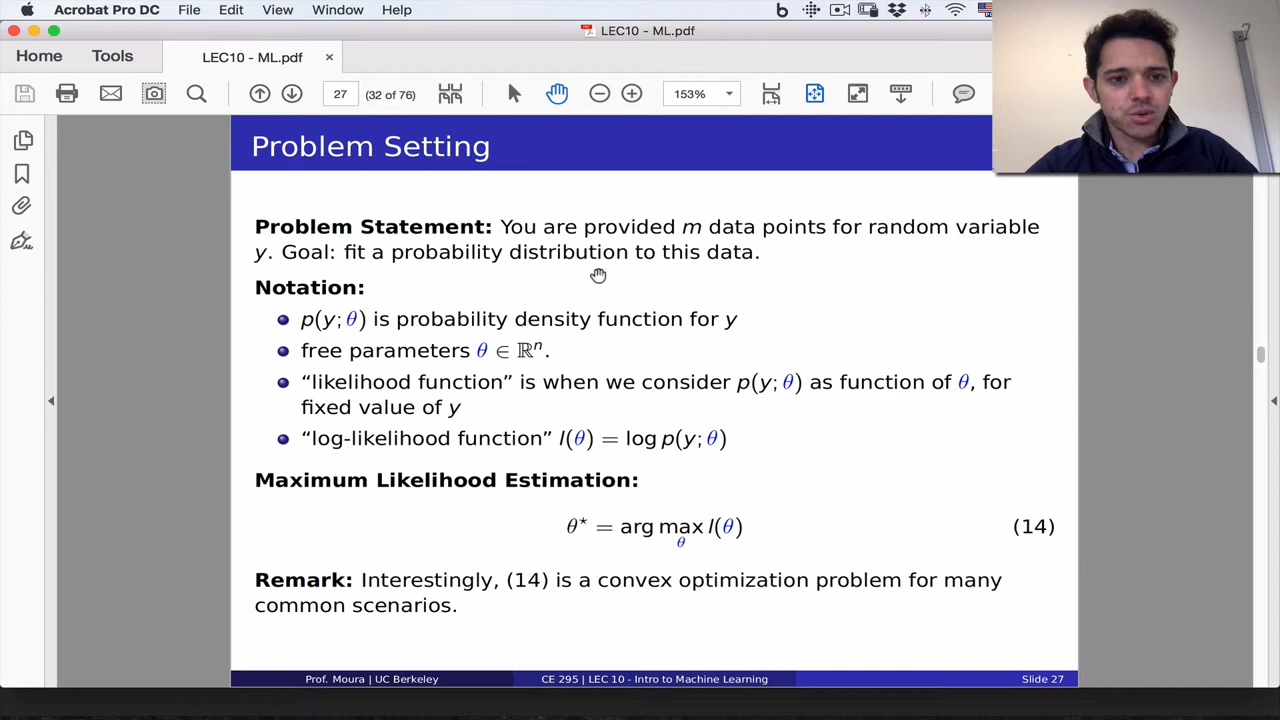 Acrobat Pro DC File Edit View Window Help
LEC10 - ML.pdf
Home Tools LEC10 - ML.pdf ×
27 (32 of 76) 153%
Problem Setting
Problem Statement: You are provided m data points for random variable
y. Goal: fit a probability distribution to this data.
Notation:
p(y; θ) is probability density function for y
free parameters θ ∈ ℝⁿ.
“likelihood function” is when we consider p(y; θ) as function of θ, for
fixed value of y
“log-likelihood function” l(θ) = log p(y; θ)
Maximum Likelihood Estimation:
θ⋆ = arg max l(θ) (14)
θ
Remark: Interestingly, (14) is a convex optimization problem for many
common scenarios.
Prof. Moura | UC Berkeley CE 295 | LEC 10 - Intro to Machine Learning Slide 27